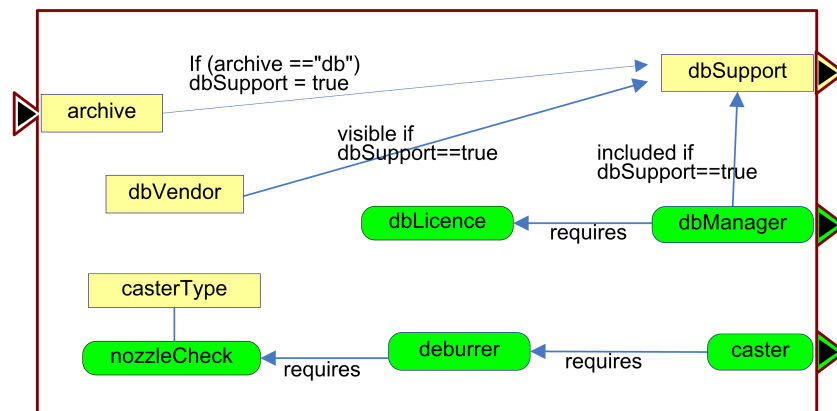 If (archive =="db")
dbSupport = true
dbSupport
archive
visible if
dbSupport==true
included if
dbSupport==true
dbVendor
dbLicence
requires
dbManager
casterType
nozzleCheck
requires
deburrer
requires
caster